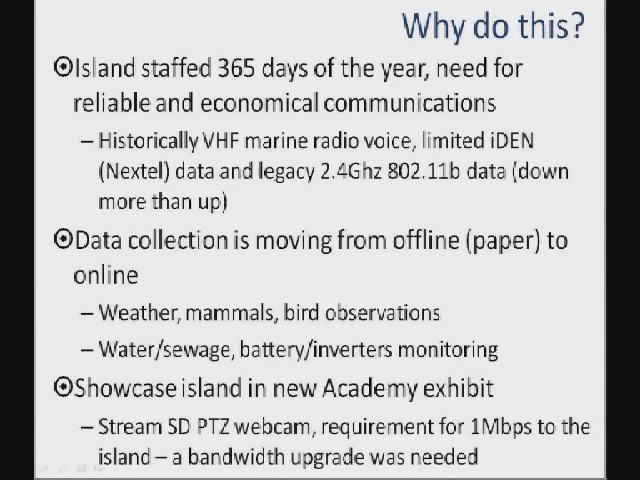 Why do this?
Island staffed 365 days of the year, need for
reliable and economical communications
– Historically VHF marine radio voice, limited iDEN
(Nextel) data and legacy 2.4Ghz 802.11b data (down
more than up)
Data collection is moving from offline (paper) to
online
– Weather, mammals, bird observations
– Water/sewage, battery/inverters monitoring
Showcase island in new Academy exhibit
– Stream SD PTZ webcam, requirement for 1Mbps to the
island – a bandwidth upgrade was needed